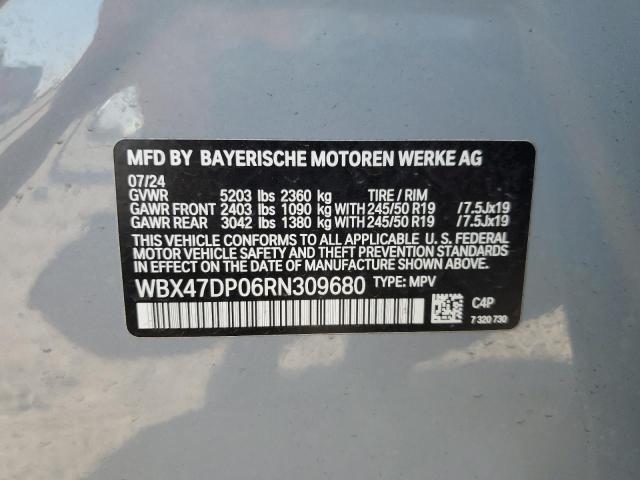 MFD BY BAYERISCHE MOTOREN WERKE AG
07/24
GVWR 5203 lbs 2360 kg TIRE / RIM
GAWR FRONT 2403 lbs 1090 kg WITH 245/50 R19 /7.5Jx19
GAWR REAR 3042 lbs 1380 kg WITH 245/50 R19 /7.5Jx19
THIS VEHICLE CONFORMS TO ALL APPLICABLE U. S. FEDERAL
MOTOR VEHICLE SAFETY AND THEFT PREVENTION STANDARDS
IN EFFECT ON THE DATE OF MANUFACTURE SHOWN ABOVE.
WBX47DP06RN309680 TYPE: MPV
C4P
7 320 730